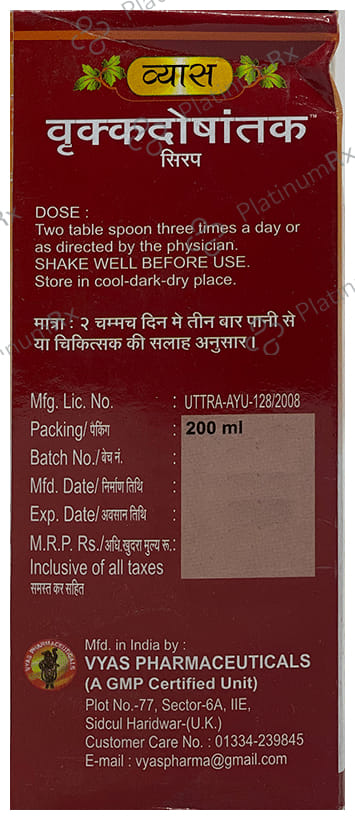 व्यास
वृक्कदोषांतक™
सिरप
DOSE :
Two table spoon three times a day or
as directed by the physician.
SHAKE WELL BEFORE USE.
Store in cool-dark-dry place.
मात्रा : २ चम्मच दिन मे तीन बार पानी से
या चिकित्सक की सलाह अनुसार।
Mfg. Lic. No. : UTTRA-AYU-128/2008
Packing/ पैकिंग : 200 ml
Batch No./ बेच नं. :
Mfd. Date/ निर्माण तिथि :
Exp. Date/ अवसान तिथि :
M.R.P. Rs./अधि.खुदरा मुल्य रू.:
Inclusive of all taxes
समस्त कर सहित
VYAS PHARMACEUTICALS
Mfd. in India by :
VYAS PHARMACEUTICALS
(A GMP Certified Unit)
Plot No.-77, Sector-6A, IIE,
Sidcul Haridwar-(U.K.)
Customer Care No. : 01334-239845
E-mail : vyaspharma@gmail.com
PlatinumRx